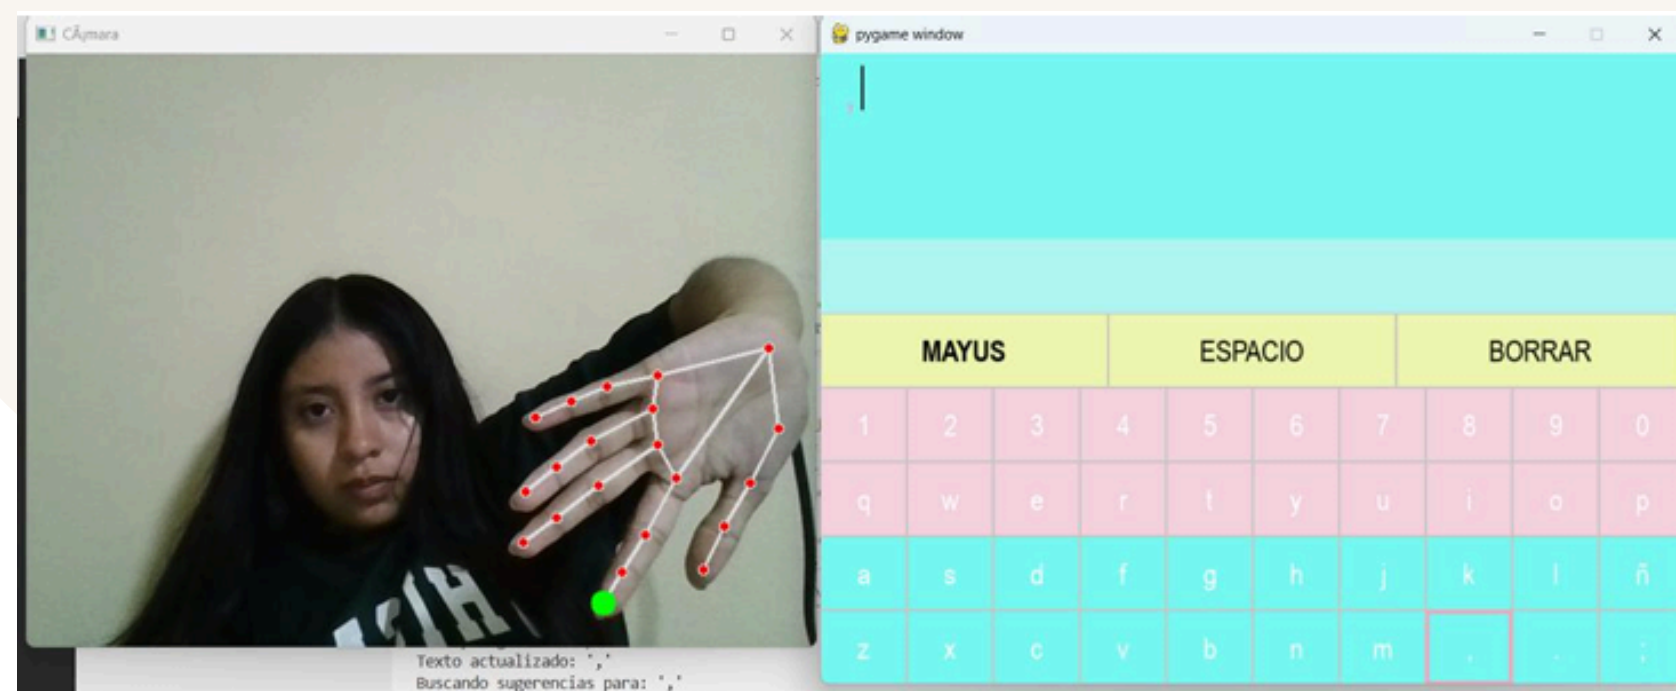 CÃ¡mara
pygame window
,
MAYUS ESPACIO BORRAR
1 2 3 4 5 6 7 8 9 0
q w e r t y u i o p
a s d f g h j k l ñ
z x c v b n m , . ;
Texto actualizado: ','
Buscando sugerencias para: ','